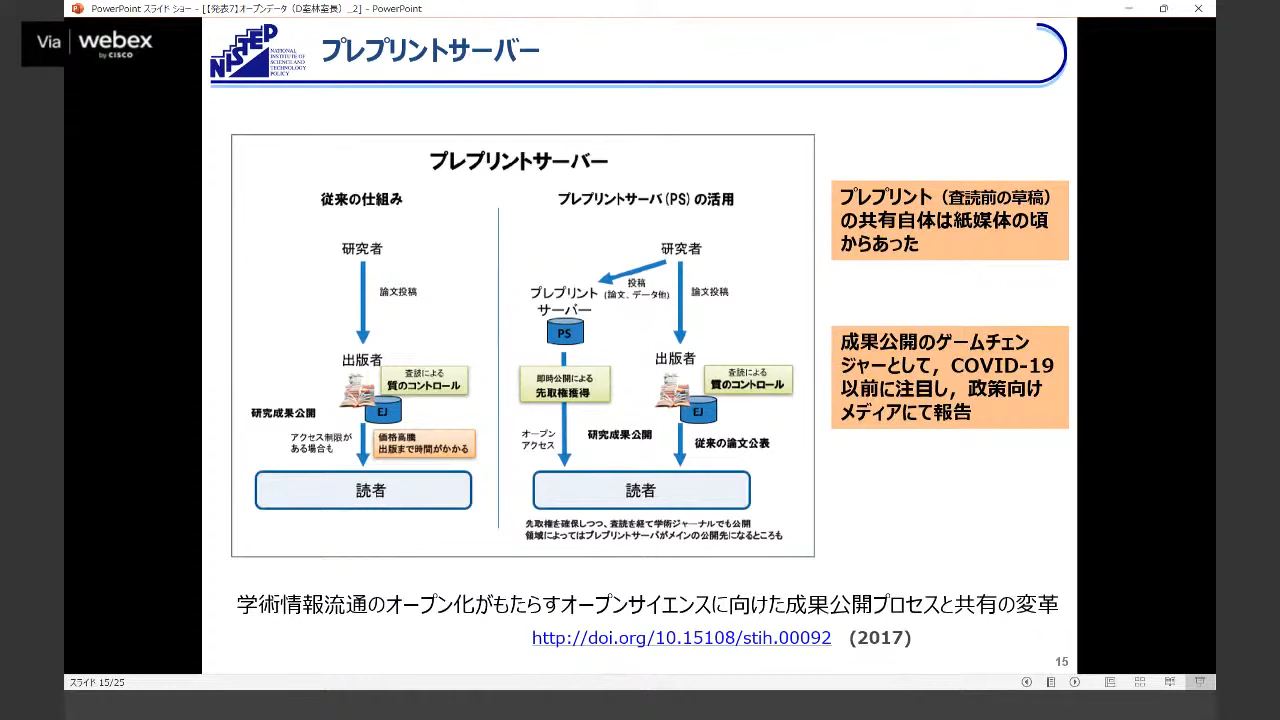 PowerPoint スライド ショー - [【発表7】オープンデータ（D室林室長）_2] - PowerPoint
Via webex
by CISCO
NISTEP
NATIONAL
INSTITUTE OF
SCIENCE AND
TECHNOLOGY
POLICY
プレプリントサーバー
プレプリントサーバー
従来の仕組み
研究者
論文投稿
出版者
査読による
質のコントロール
EJ
研究成果公開
アクセス制限が
ある場合も
価格高騰
出版まで時間がかかる
読者
プレプリントサーバ(PS)の活用
研究者
投稿
(論文、データ他)
論文投稿
プレプリント
サーバー
PS
出版者
査読による
質のコントロール
EJ
即時公開による
先取権獲得
オープン
アクセス
研究成果公開
従来の論文公表
読者
先取権を確保しつつ、査読を経て学術ジャーナルでも公開
領域によってはプレプリントサーバがメインの公開先になるところも
プレプリント（査読前の草稿）
の共有自体は紙媒体の頃
からあった
成果公開のゲームチェン
ジャーとして，COVID-19
以前に注目し，政策向け
メディアにて報告
学術情報流通のオープン化がもたらすオープンサイエンスに向けた成果公開プロセスと共有の変革
http://doi.org/10.15108/stih.00092 (2017)
15
スライド 15/25